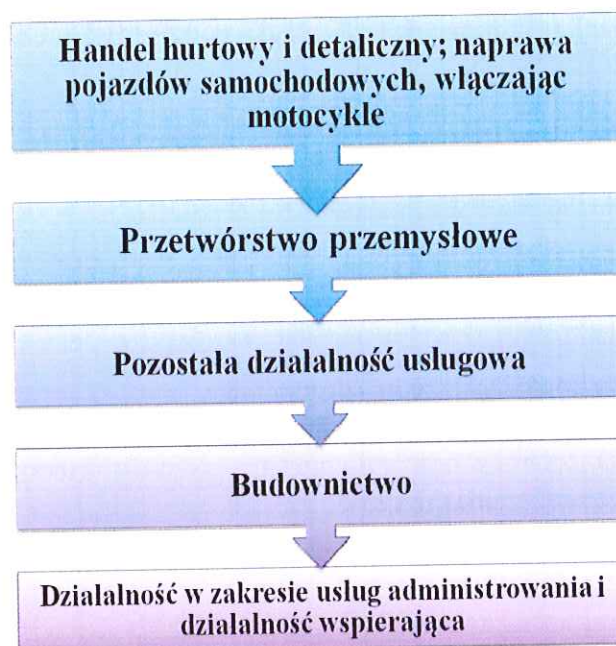 Handel hurtowy i detaliczny; naprawa
pojazdów samochodowych, włączając
motocykle
Przetwórstwo przemysłowe
Pozostała działalność usługowa
Budownictwo
Działalność w zakresie usług administrowania i
działalność wspierająca